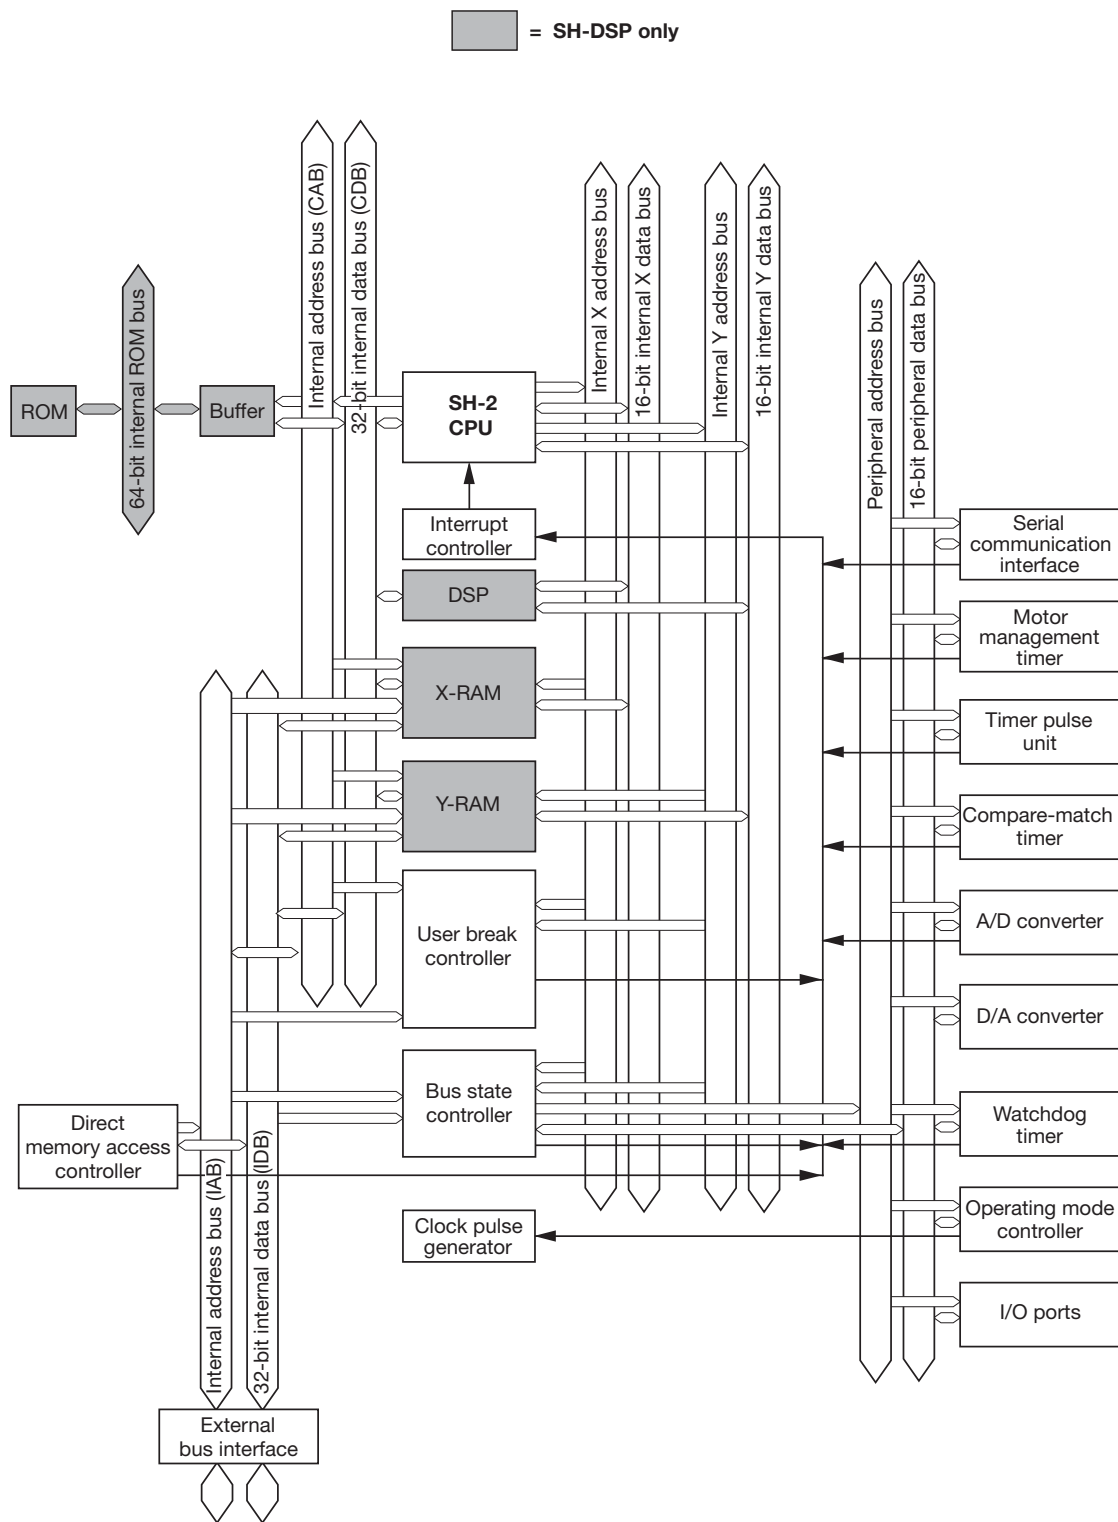 = SH-DSP only
Internal address bus (CAB)
32-bit internal data bus (CDB)
Internal X address bus
16-bit internal X data bus
Internal Y address bus
16-bit internal Y data bus
Peripheral address bus
16-bit peripheral data bus
64-bit internal ROM bus
ROM
Buffer
SH-2
CPU
Interrupt
controller
Serial
communication
interface
DSP
Motor
management
timer
X-RAM
Timer pulse
unit
Y-RAM
Compare-match
timer
User break
controller
A/D converter
D/A converter
Bus state
controller
Direct
memory access
controller
Watchdog
timer
Internal address bus (IAB)
32-bit internal data bus (IDB)
Clock pulse
generator
Operating mode
controller
I/O ports
External
bus interface